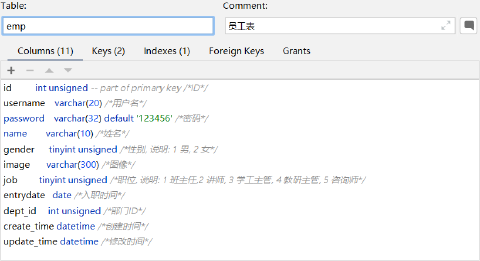 Table: Comment:
emp 员工表
Columns (11) Keys (2) Indexes (1) Foreign Keys Grants
id int unsigned -- part of primary key /*ID*/
username varchar(20) /*用户名*/
password varchar(32) default '123456' /*密码*/
name varchar(10) /*姓名*/
gender tinyint unsigned /*性别, 说明: 1 男, 2 女*/
image varchar(300) /*图像*/
job tinyint unsigned /*职位, 说明: 1 班主任,2 讲师, 3 学工主管, 4 教研主管, 5 咨询师*/
entrydate date /*入职时间*/
dept_id int unsigned /*部门ID*/
create_time datetime /*创建时间*/
update_time datetime /*修改时间*/